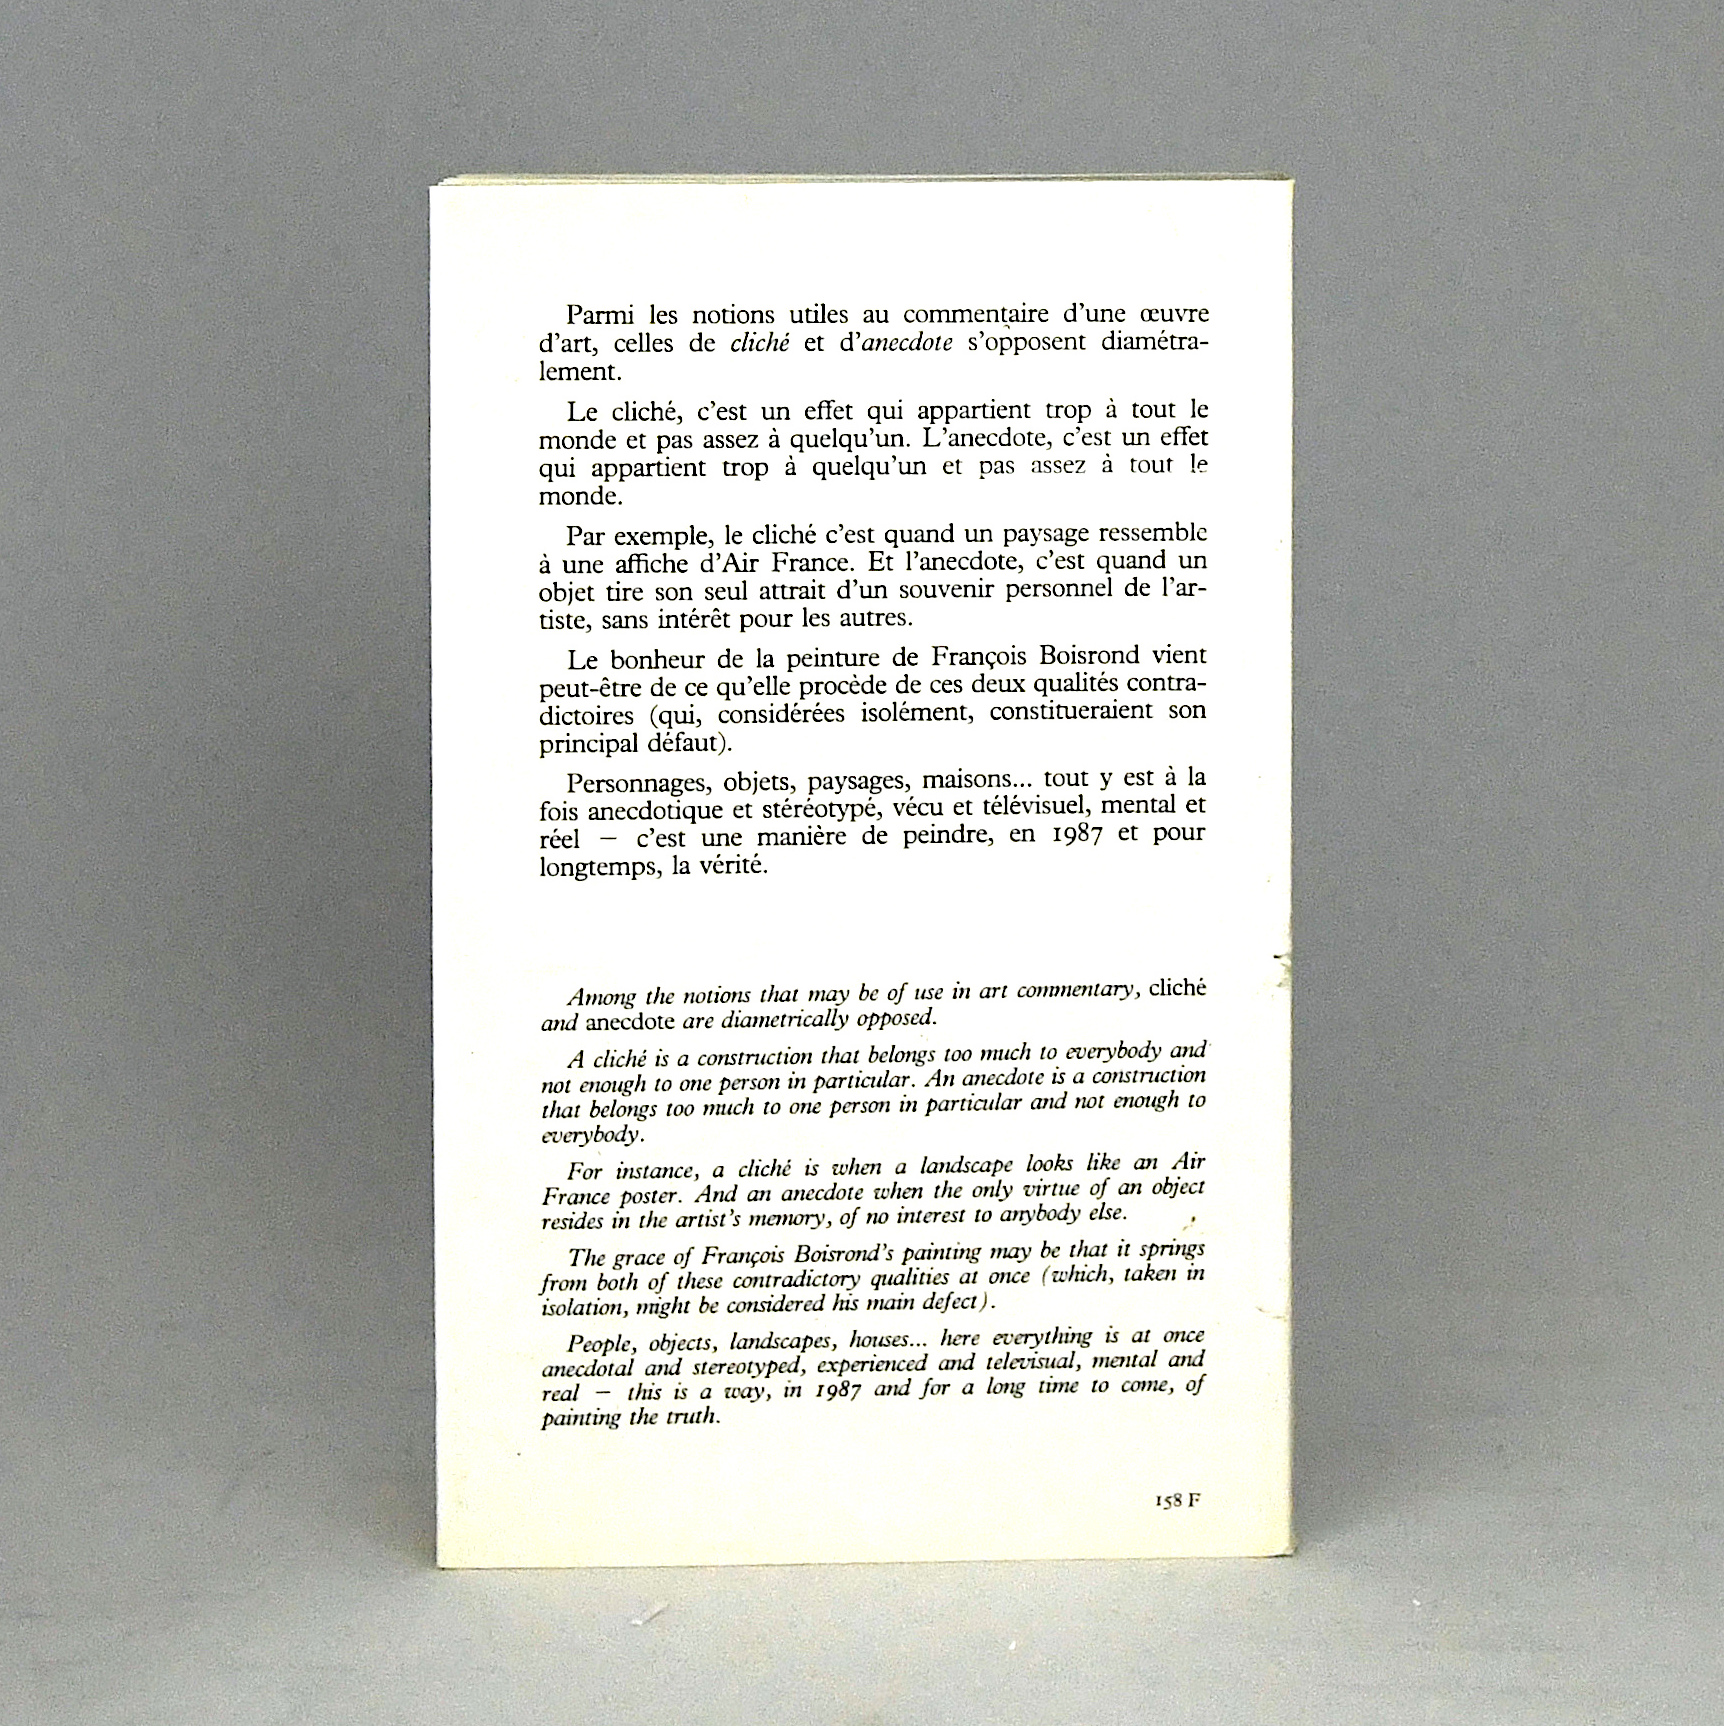 Parmi les notions utiles au commentaire d’une œuvre
d’art, celles de cliché et d’anecdote s’opposent diamétra-
lement.
Le cliché, c’est un effet qui appartient trop à tout le
monde et pas assez à quelqu’un. L’anecdote, c’est un effet
qui appartient trop à quelqu’un et pas assez à tout le
monde.
Par exemple, le cliché c’est quand un paysage ressemble
à une affiche d’Air France. Et l’anecdote, c’est quand un
objet tire son seul attrait d’un souvenir personnel de l’ar-
tiste, sans intérêt pour les autres.
Le bonheur de la peinture de François Boisrond vient
peut-être de ce qu’elle procède de ces deux qualités contra-
dictoires (qui, considérées isolément, constitueraient son
principal défaut).
Personnages, objets, paysages, maisons... tout y est à la
fois anecdotique et stéréotypé, vécu et télévisuel, mental et
réel — c’est une manière de peindre, en 1987 et pour
longtemps, la vérité.
Among the notions that may be of use in art commentary, cliché
and anecdote are diametrically opposed.
A cliché is a construction that belongs too much to everybody and
not enough to one person in particular. An anecdote is a construction
that belongs too much to one person in particular and not enough to
everybody.
For instance, a cliché is when a landscape looks like an Air
France poster. And an anecdote when the only virtue of an object
resides in the artist’s memory, of no interest to anybody else.
The grace of François Boisrond’s painting may be that it springs
from both of these contradictory qualities at once (which, taken in
isolation, might be considered his main defect).
People, objects, landscapes, houses... here everything is at once
anecdotal and stereotyped, experienced and televisual, mental and
real — this is a way, in 1987 and for a long time to come, of
painting the truth.
158 F